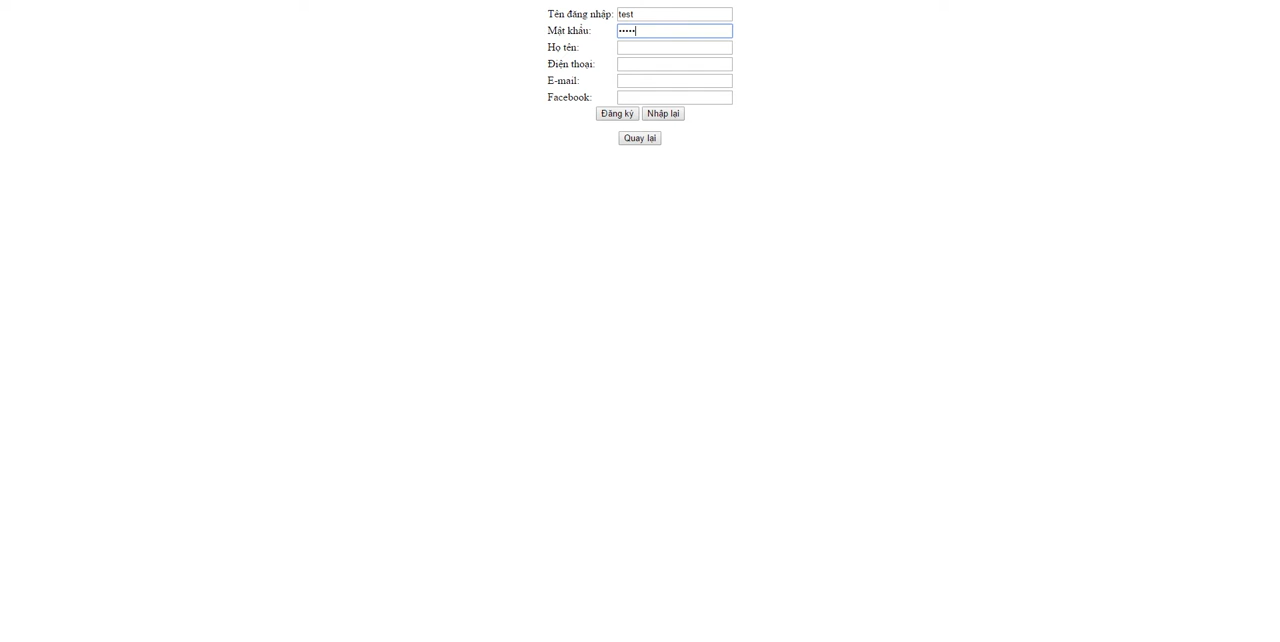 Tên đăng nhập: test
Mật khẩu: •••••
Họ tên:
Điện thoại:
E-mail:
Facebook:
Đăng ký Nhập lại
Quay lại